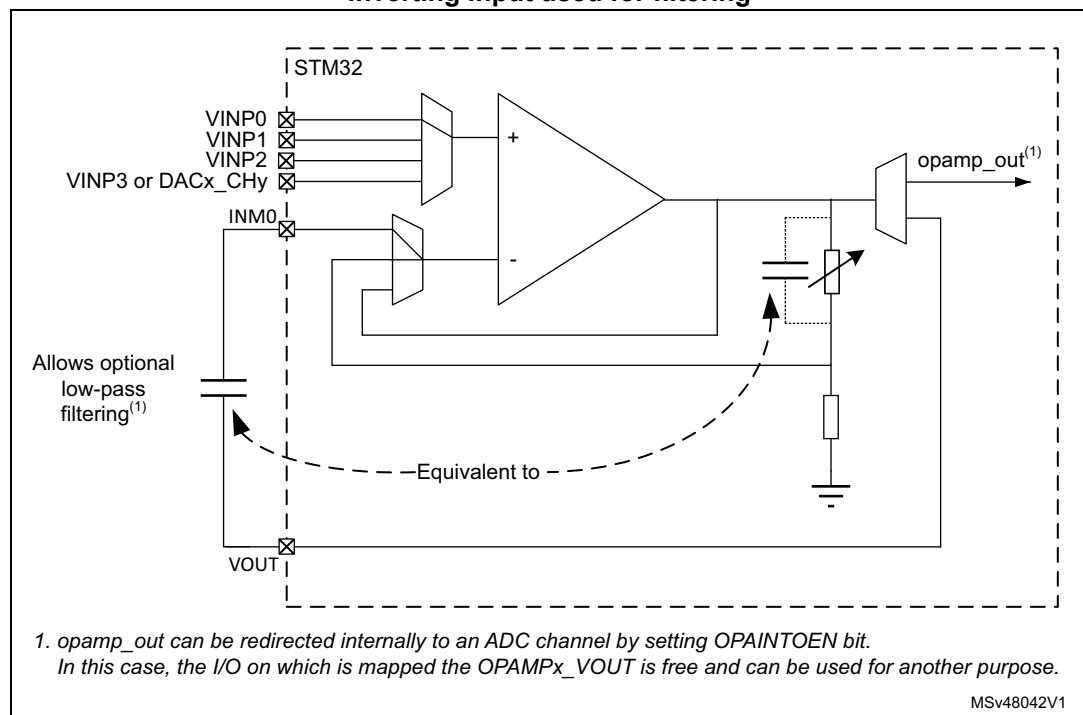 inverting input used for filtering
STM32
VINP0
VINP1
VINP2
VINP3 or DACx_CHy
INM0
+
-
opamp_out(1)
Allows optional
low-pass
filtering(1)
Equivalent to
VOUT
1. opamp_out can be redirected internally to an ADC channel by setting OPAINTOEN bit.
In this case, the I/O on which is mapped the OPAMPx_VOUT is free and can be used for another purpose.
MSv48042V1